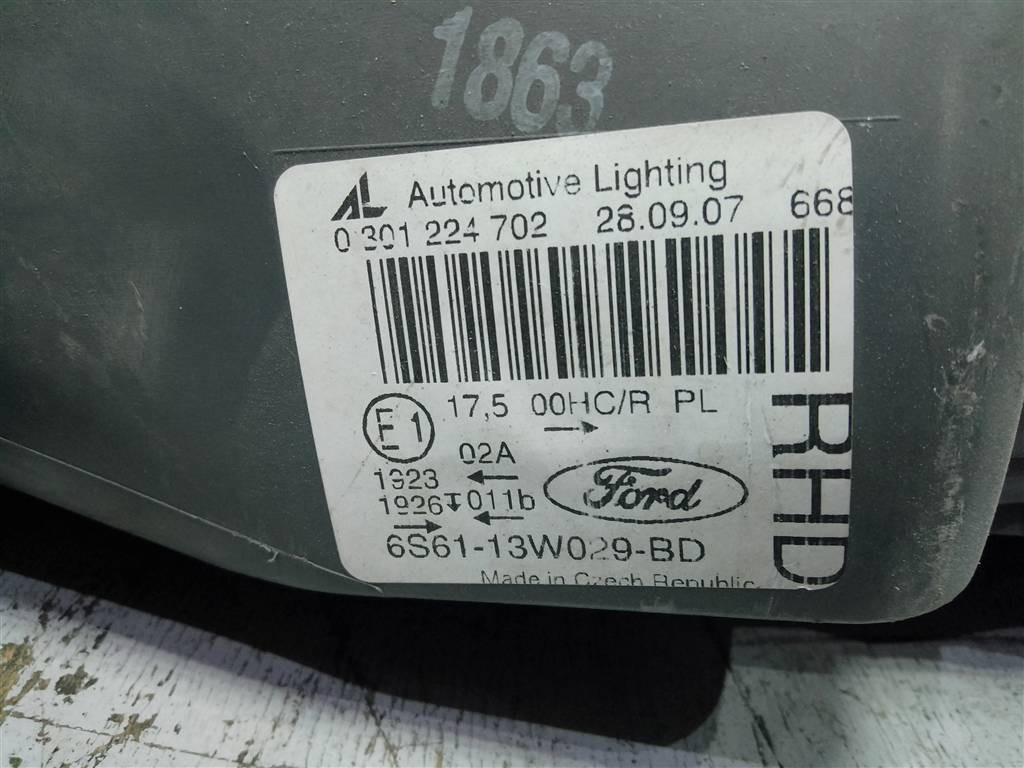 1863
AL Automotive Lighting
0 301 224 702 28.09.07 668
E1 17,5 00HC/R PL
→
02A
1923 ←
1926 011b
→ ←
Ford
6S61-13W029-BD
Made in Czech Republic
RHD